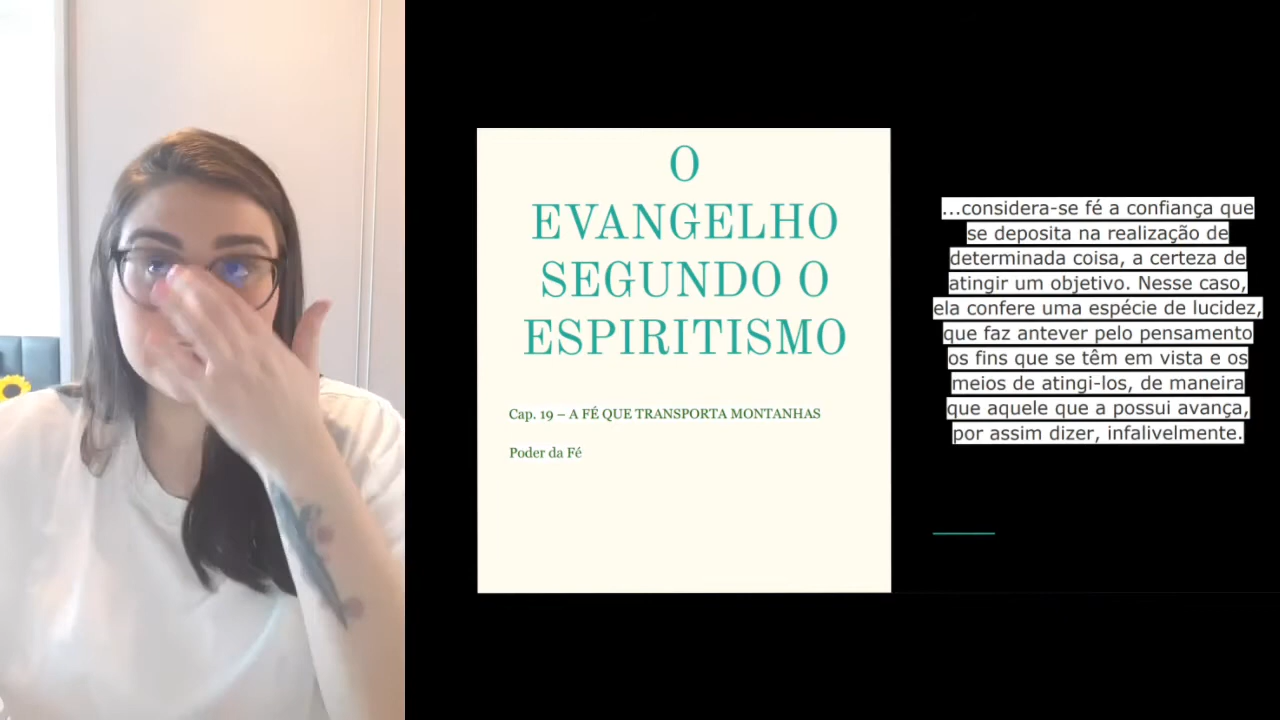 O
EVANGELHO
SEGUNDO O
ESPIRITISMO
Cap. 19 – A FÉ QUE TRANSPORTA MONTANHAS
Poder da Fé
...considera-se fé a confiança que
se deposita na realização de
determinada coisa, a certeza de
atingir um objetivo. Nesse caso,
ela confere uma espécie de lucidez,
que faz antever pelo pensamento
os fins que se têm em vista e os
meios de atingi-los, de maneira
que aquele que a possui avança,
por assim dizer, infalivelmente.